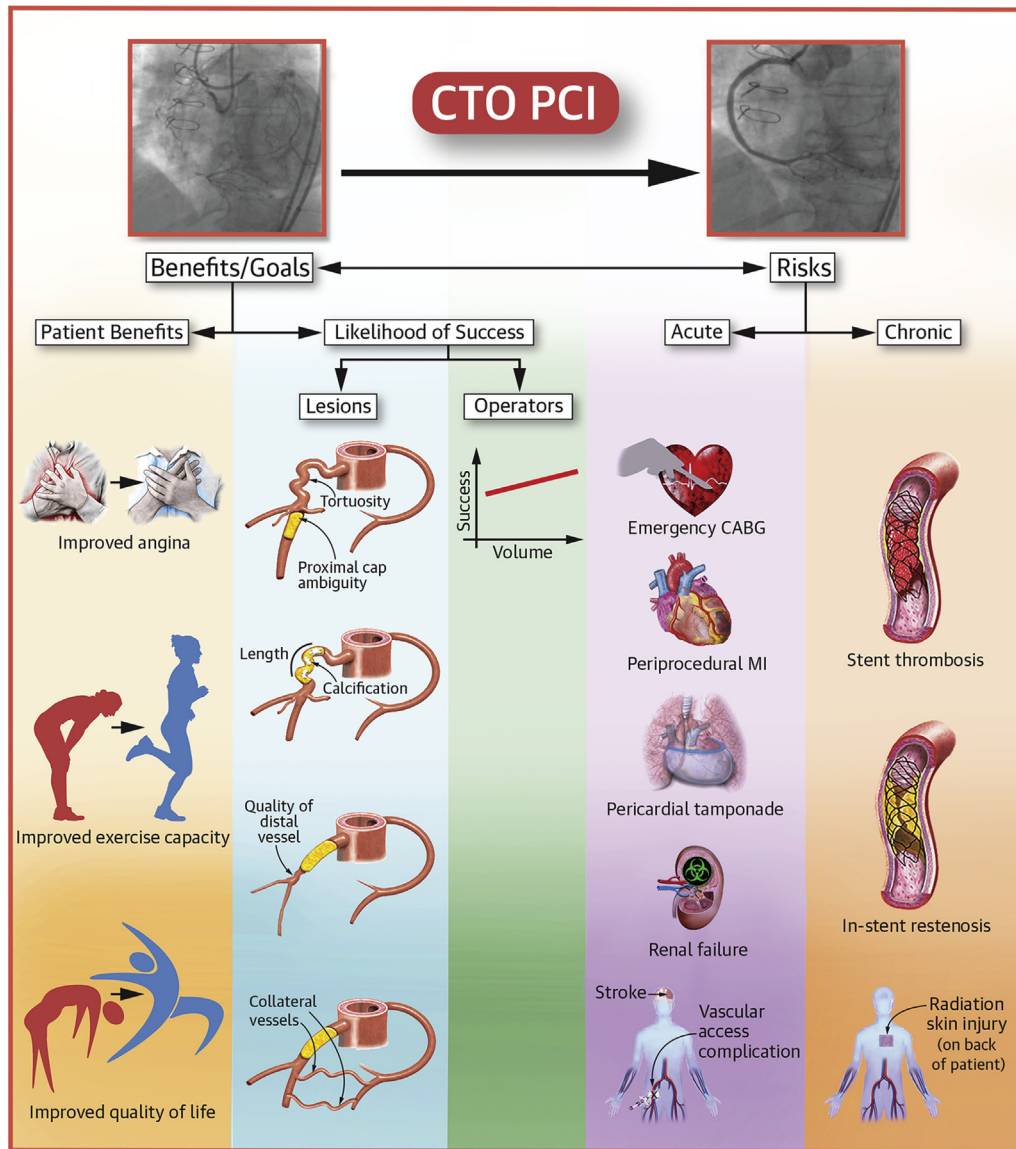 CTO PCI
Benefits/Goals
Risks
Patient Benefits
Likelihood of Success
Acute
Chronic
Lesions
Operators
Improved angina
Improved exercise capacity
Improved quality of life
Tortuosity
Proximal cap
ambiguity
Length
Calcification
Quality of
distal
vessel
Collateral
vessels
Success
Volume
Emergency CABG
Periprocedural MI
Pericardial tamponade
Renal failure
Stroke
Vascular
access
complication
Stent thrombosis
In-stent restenosis
Radiation
skin injury
(on back
of patient)